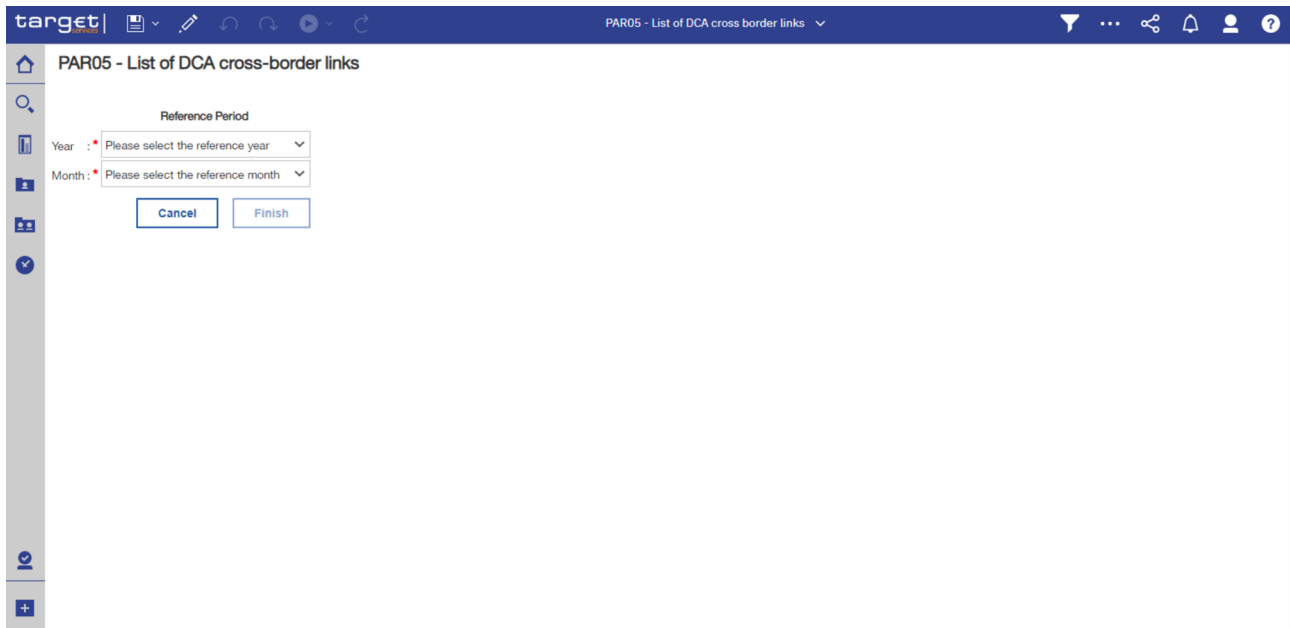 target|
services
PAR05 - List of DCA cross border links
?
PAR05 - List of DCA cross-border links
Reference Period
Year :* Please select the reference year
Month :* Please select the reference month
Cancel Finish